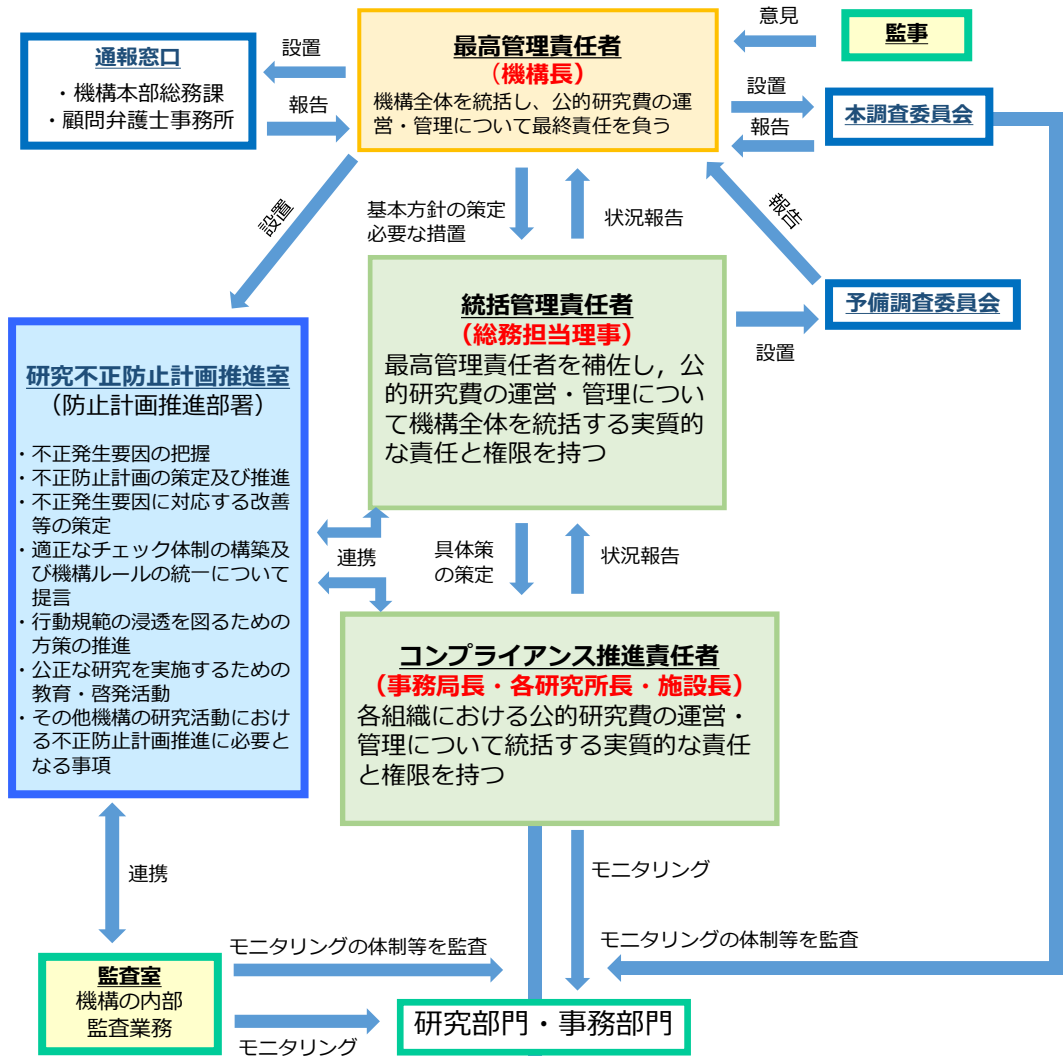 通報窓口
・機構本部総務課
・顧問弁護士事務所
設置
報告
最高管理責任者
(機構長)
機構全体を統括し、公的研究費の運
営・管理について最終責任を負う
意見
監事
設置
報告
本調査委員会
設置
基本方針の策定
必要な措置
状況報告
報告
統括管理責任者
(総務担当理事)
最高管理責任者を補佐し，公
的研究費の運営・管理につい
て機構全体を統括する実質的
な責任と権限を持つ
予備調査委員会
設置
研究不正防止計画推進室
（防止計画推進部署）
・不正発生要因の把握
・不正防止計画の策定及び推進
・不正発生要因に対応する改善
等の策定
・適正なチェック体制の構築及
び機構ルールの統一について
提言
・行動規範の浸透を図るための
方策の推進
・公正な研究を実施するための
教育・啓発活動
・その他機構の研究活動におけ
る不正防止計画推進に必要と
なる事項
連携
具体策
の策定
状況報告
コンプライアンス推進責任者
（事務局長・各研究所長・施設長）
各組織における公的研究費の運営・
管理について統括する実質的な責任
と権限を持つ
連携
モニタリング
モニタリングの体制等を監査
モニタリングの体制等を監査
監査室
機構の内部
監査業務
モニタリング
研究部門・事務部門